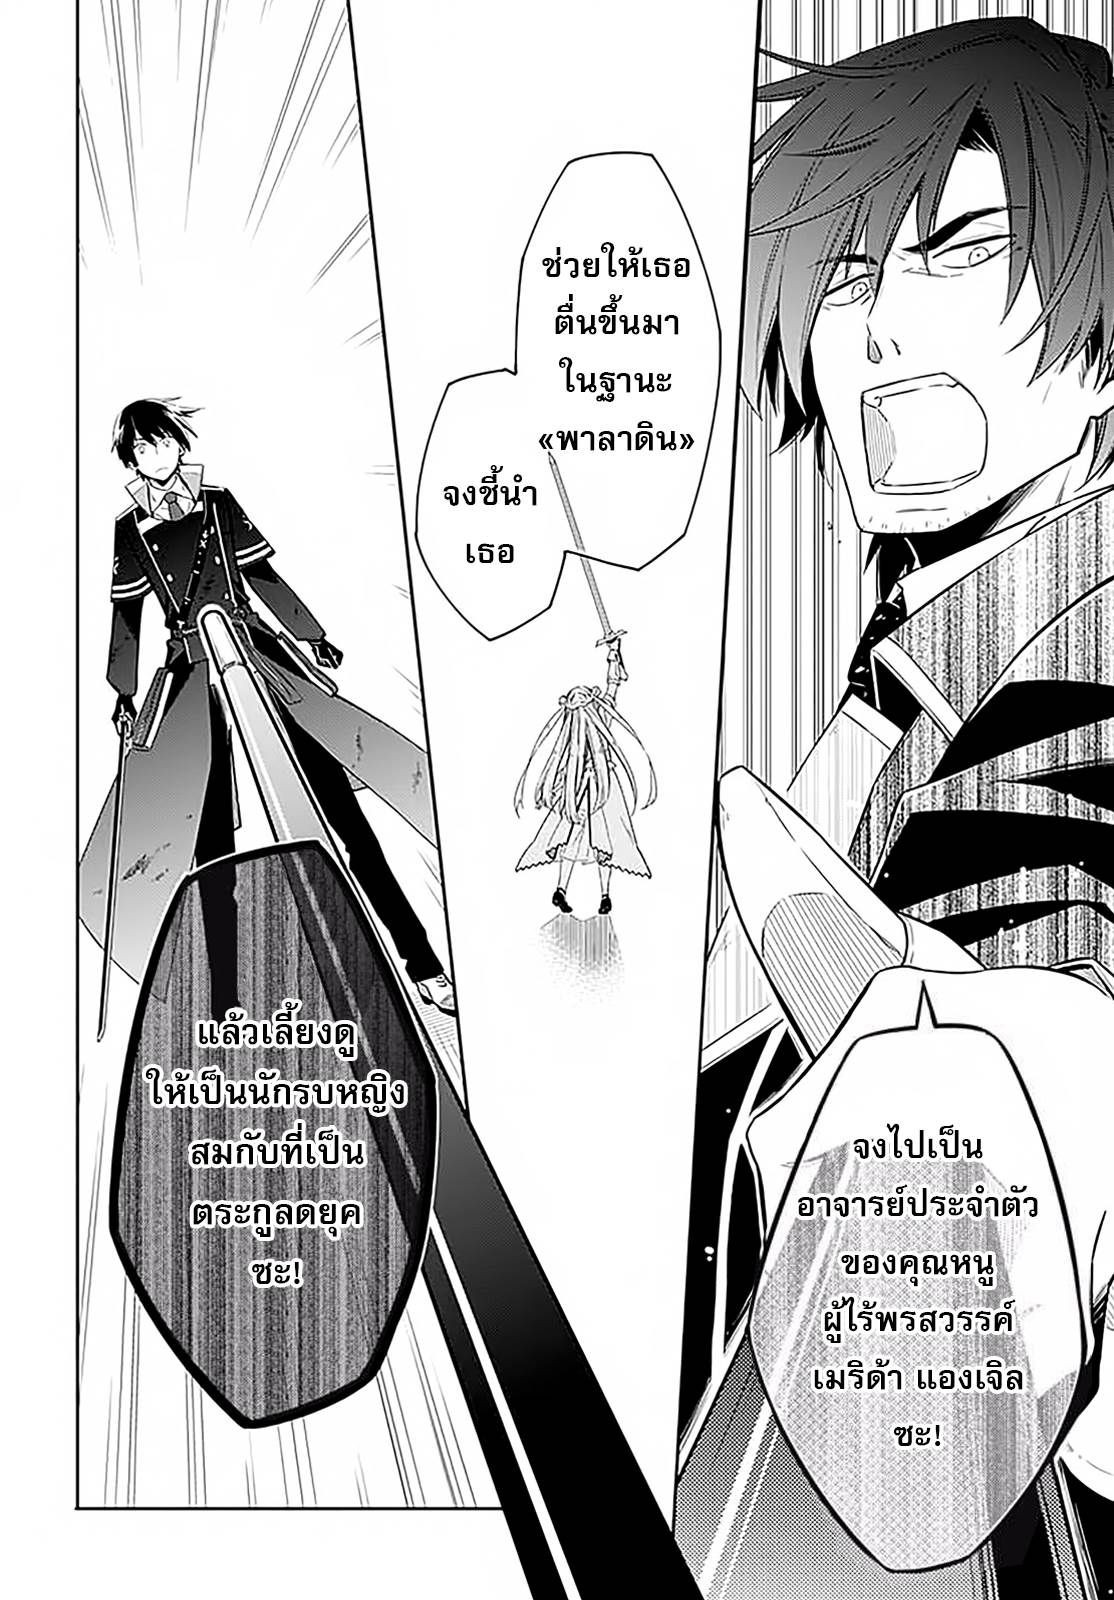 จงไปเป็น
อาจารย์ประจำตัว
ของคุณหนู
ผู้ไร้พรสวรรค์
เมริด้า แองเจิล
ซะ!
ช่วยให้เธอ
ตื่นขึ้นมา
ในฐานะ
«พาลาดิน»
จงชี้นำ
เธอ
แล้วเลี้ยงดู
ให้เป็นนักรบหญิง
สมกับที่เป็น
ตระกูลดยุค
ซะ!